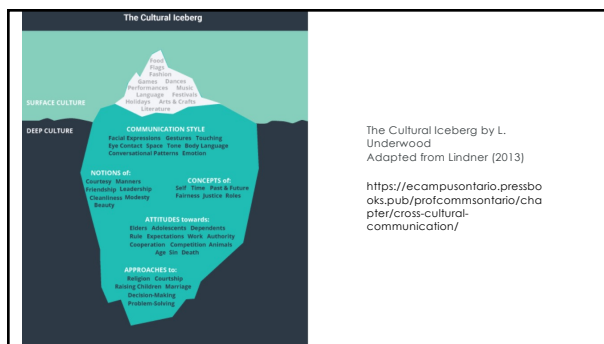 The Cultural Iceberg
Food
Flags
Fashion
Games Dances
Performances Music
Language Festivals
Holidays Arts & Crafts
Literature
SURFACE CULTURE
DEEP CULTURE
COMMUNICATION STYLE
Facial Expressions Gestures Touching
Eye Contact Space Tone Body Language
Conversational Patterns Emotion
NOTIONS of:
Courtesy Manners
Friendship Leadership
Cleanliness Modesty
Beauty
CONCEPTS of:
Self Time Past & Future
Fairness Justice Roles
ATTITUDES towards:
Elders Adolescents Dependents
Rule Expectations Work Authority
Cooperation Competition Animals
Age Sin Death
APPROACHES to:
Religion Courtship
Raising Children Marriage
Decision-Making
Problem-Solving
The Cultural Iceberg by L.
Underwood
Adapted from Lindner (2013)
https://ecampusontario.pressbo
oks.pub/profcommsontario/cha
pter/cross-cultural-
communication/